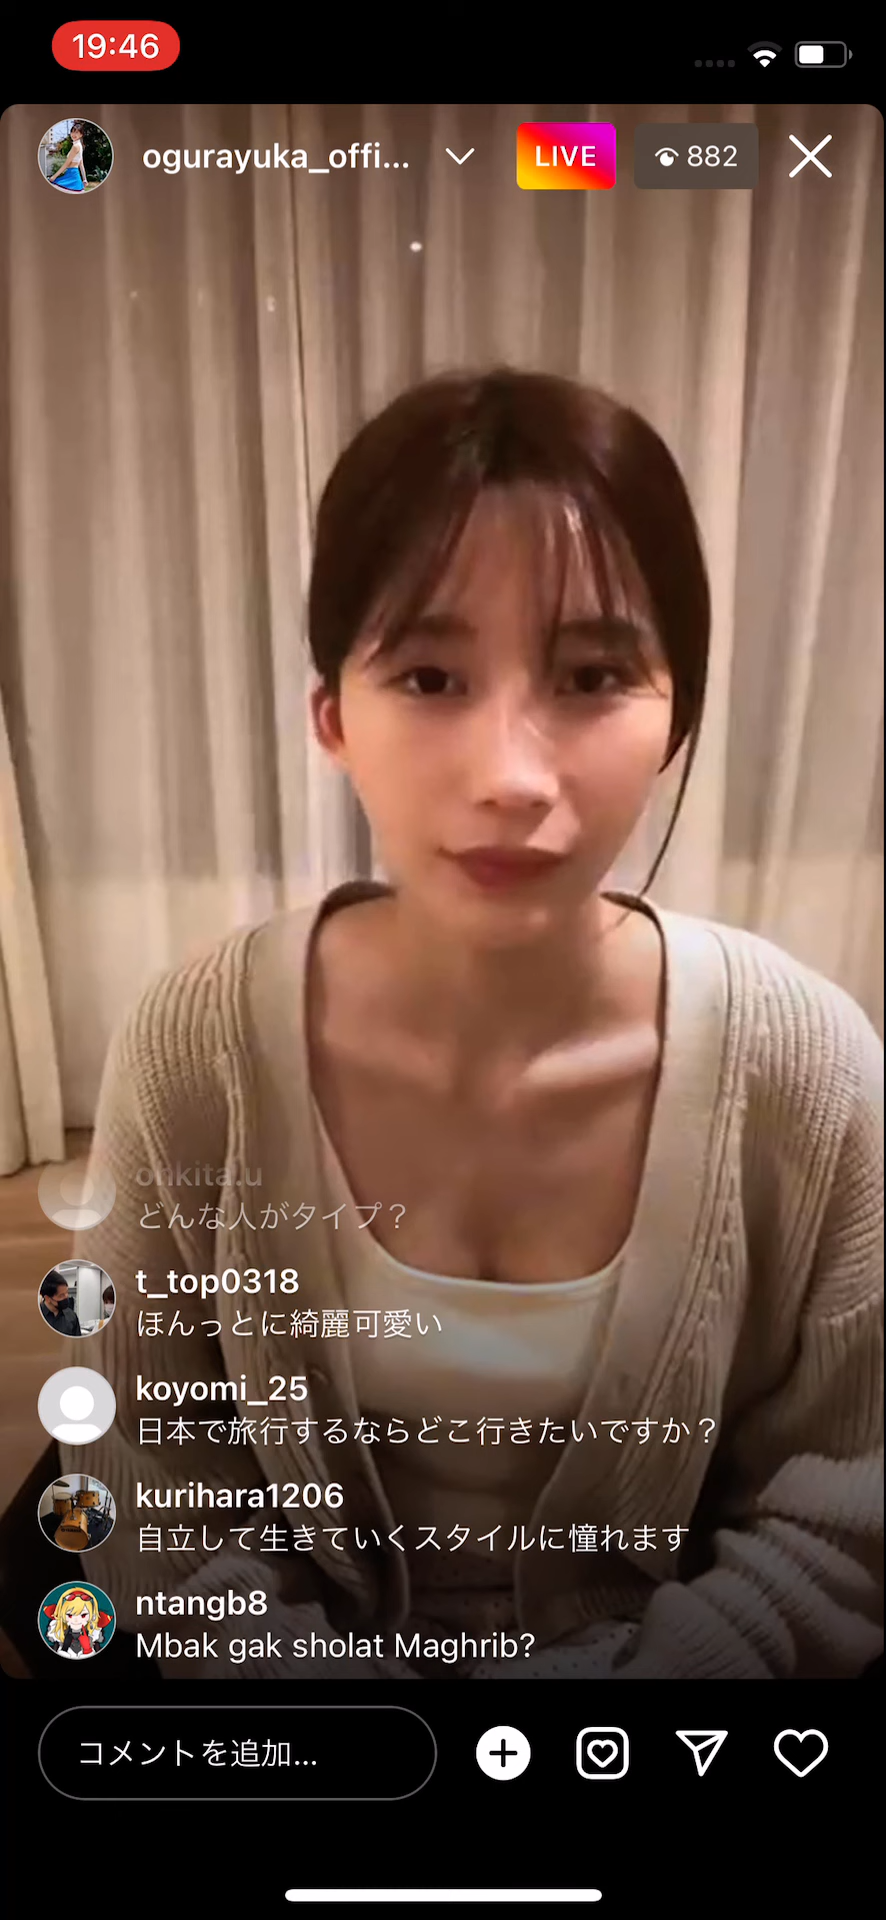 19:46
ogurayuka_offi...
LIVE
882
onkita.u
どんな人がタイプ？
t_top0318
ほんっとに綺麗可愛い
koyomi_25
日本で旅行するならどこ行きたいですか？
kurihara1206
自立して生きていくスタイルに憧れます
ntangb8
Mbak gak sholat Maghrib?
コメントを追加...